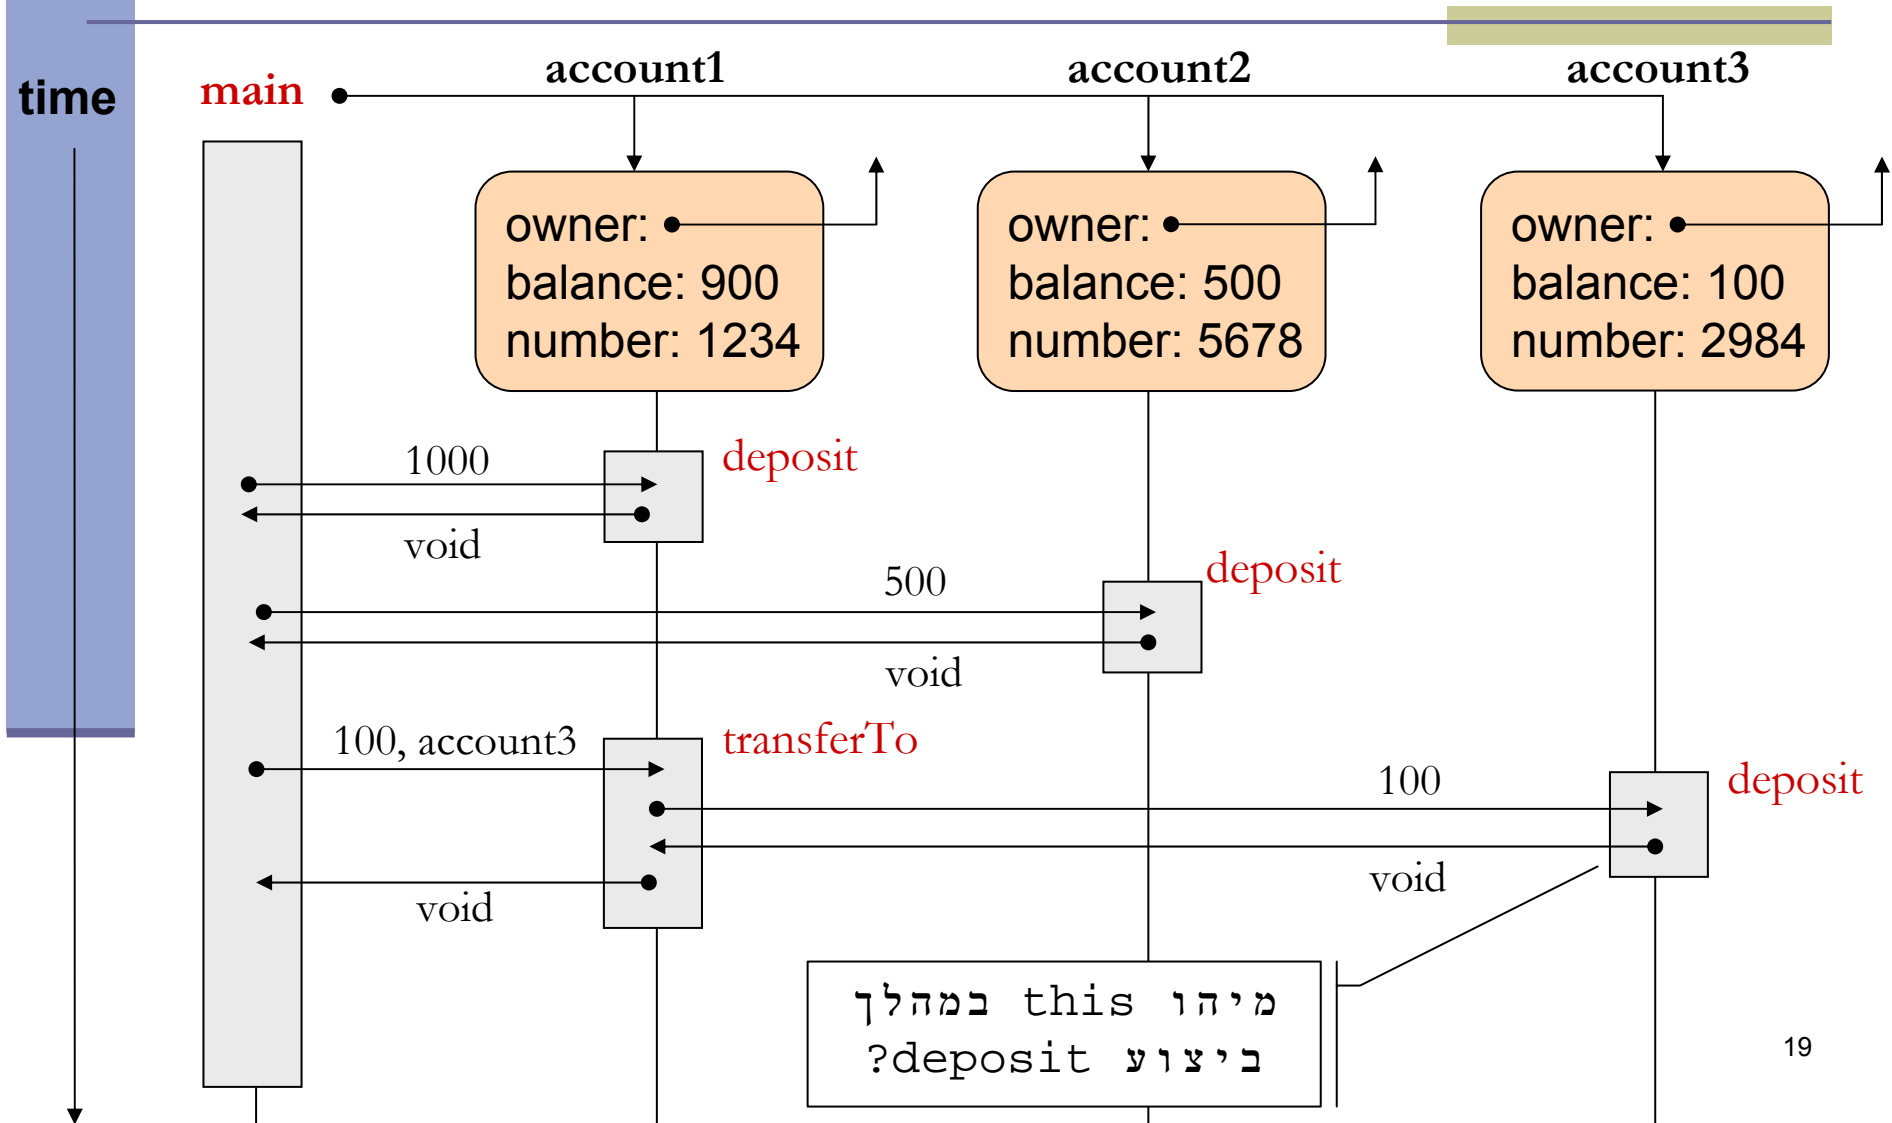 time
main
account1
account2
account3
owner:
balance: 900
number: 1234
owner:
balance: 500
number: 5678
owner:
balance: 100
number: 2984
1000
deposit
void
500
deposit
void
100, account3
transferTo
100
deposit
void
void
מיהו this במהלך
ביצוע deposit?
19